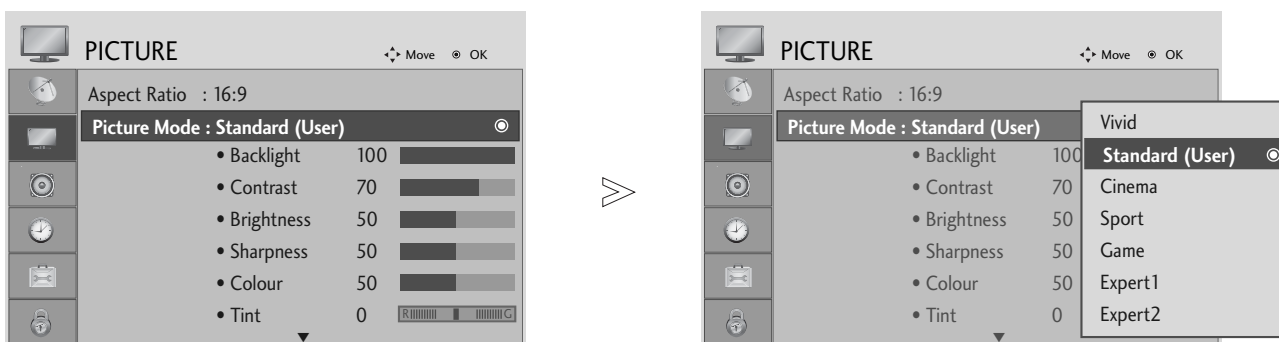 PICTURE Move OK
Aspect Ratio : 16:9
Picture Mode : Standard (User)
• Backlight 100
• Contrast 70
• Brightness 50
• Sharpness 50
• Colour 50
• Tint 0 R G
PICTURE Move OK
Aspect Ratio : 16:9
Picture Mode : Standard (User)
• Backlight 100
• Contrast 70
• Brightness 50
• Sharpness 50
• Colour 50
• Tint 0
Vivid
Standard (User)
Cinema
Sport
Game
Expert1
Expert2